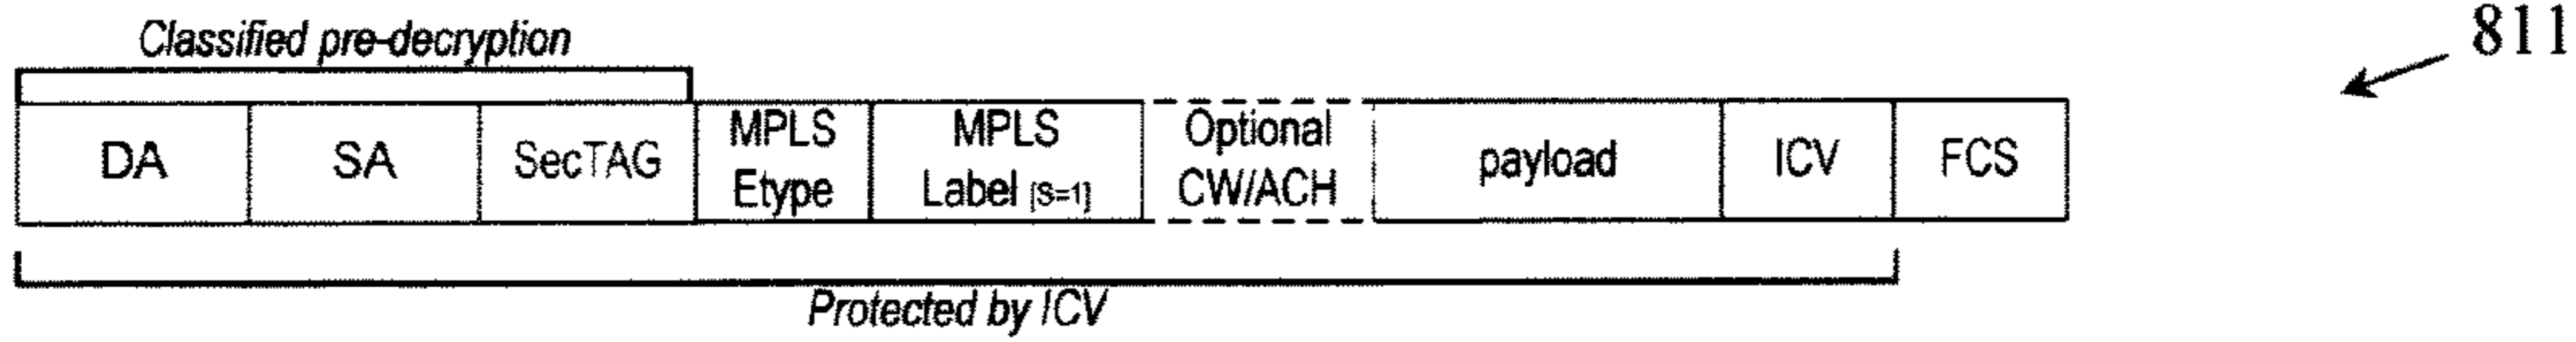 Classified pre-decryption
811
DA SA SecTAG MPLS Etype MPLS Label [S=1] Optional CW/ACH payload ICV FCS
Protected by ICV